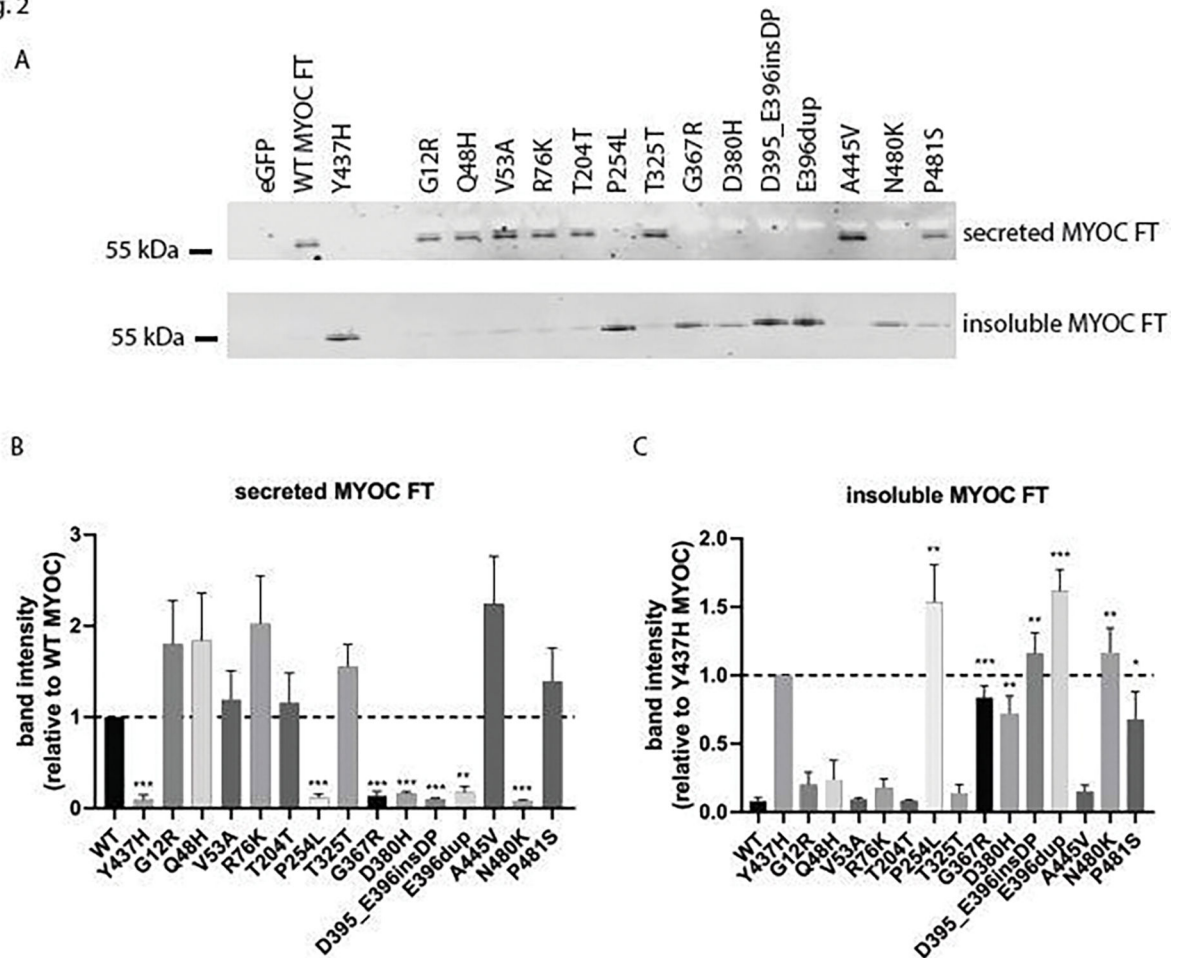 g. 2
A
eGFP
WT MYOC FT
Y437H
G12R
Q48H
V53A
R76K
T204T
P254L
T325T
G367R
D380H
D395_E396insDP
E396dup
A445V
N480K
P481S
55 kDa
secreted MYOC FT
55 kDa
insoluble MYOC FT
B
secreted MYOC FT
band intensity
(relative to WT MYOC)
3
2
1
0
***
***
***
***
***
**
***
WT
Y437H
G12R
Q48H
V53A
R76K
T204T
P254L
T325T
G367R
D380H
D395_E396insDP
E396dup
A445V
N480K
P481S
C
insoluble MYOC FT
band intensity
(relative to Y437H MYOC)
2.0
1.5
1.0
0.5
0.0
**
***
**
**
***
**
*
WT
Y437H
G12R
Q48H
V53A
R76K
T204T
P254L
T325T
G367R
D380H
D395_E396insDP
E396dup
A445V
N480K
P481S